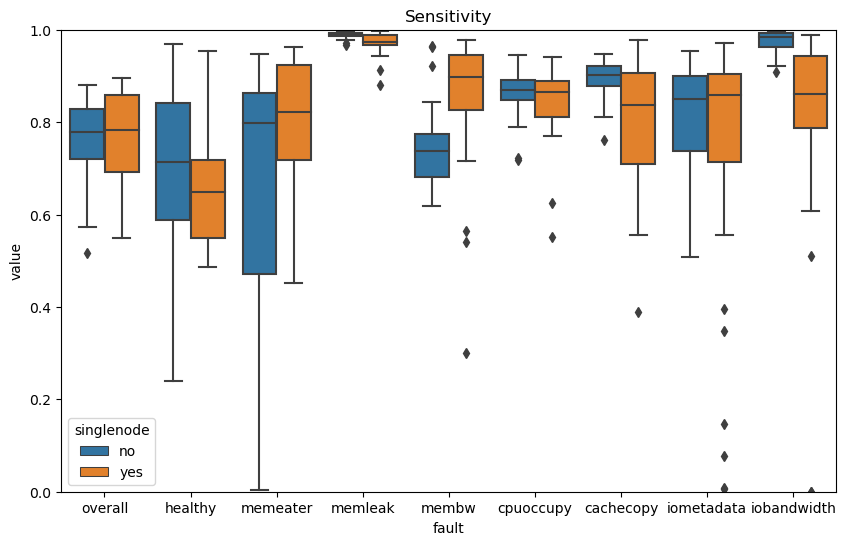 Sensitivity
value
1.0
0.8
0.6
0.4
0.2
0.0
singlenode
no
yes
overall healthy memeater memleak membw cpuoccupy cachecopy iometadata iobandwidth
fault